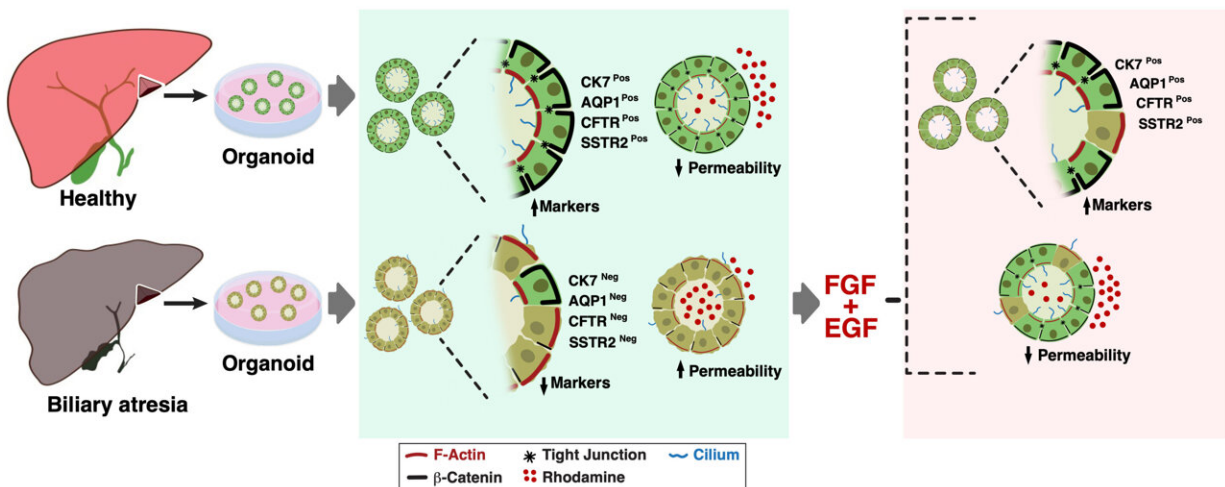 Healthy
Organoid
CK7 Pos
AQP1 Pos
CFTR Pos
SSTR2 Pos
↑Markers
↓ Permeability
Biliary atresia
Organoid
CK7 Neg
AQP1 Neg
CFTR Neg
SSTR2 Neg
↓Markers
↑ Permeability
FGF
+
EGF
CK7 Pos
AQP1 Pos
CFTR Pos
SSTR2 Pos
↑Markers
↓ Permeability
F-Actin
Tight Junction
Cilium
β-Catenin
Rhodamine